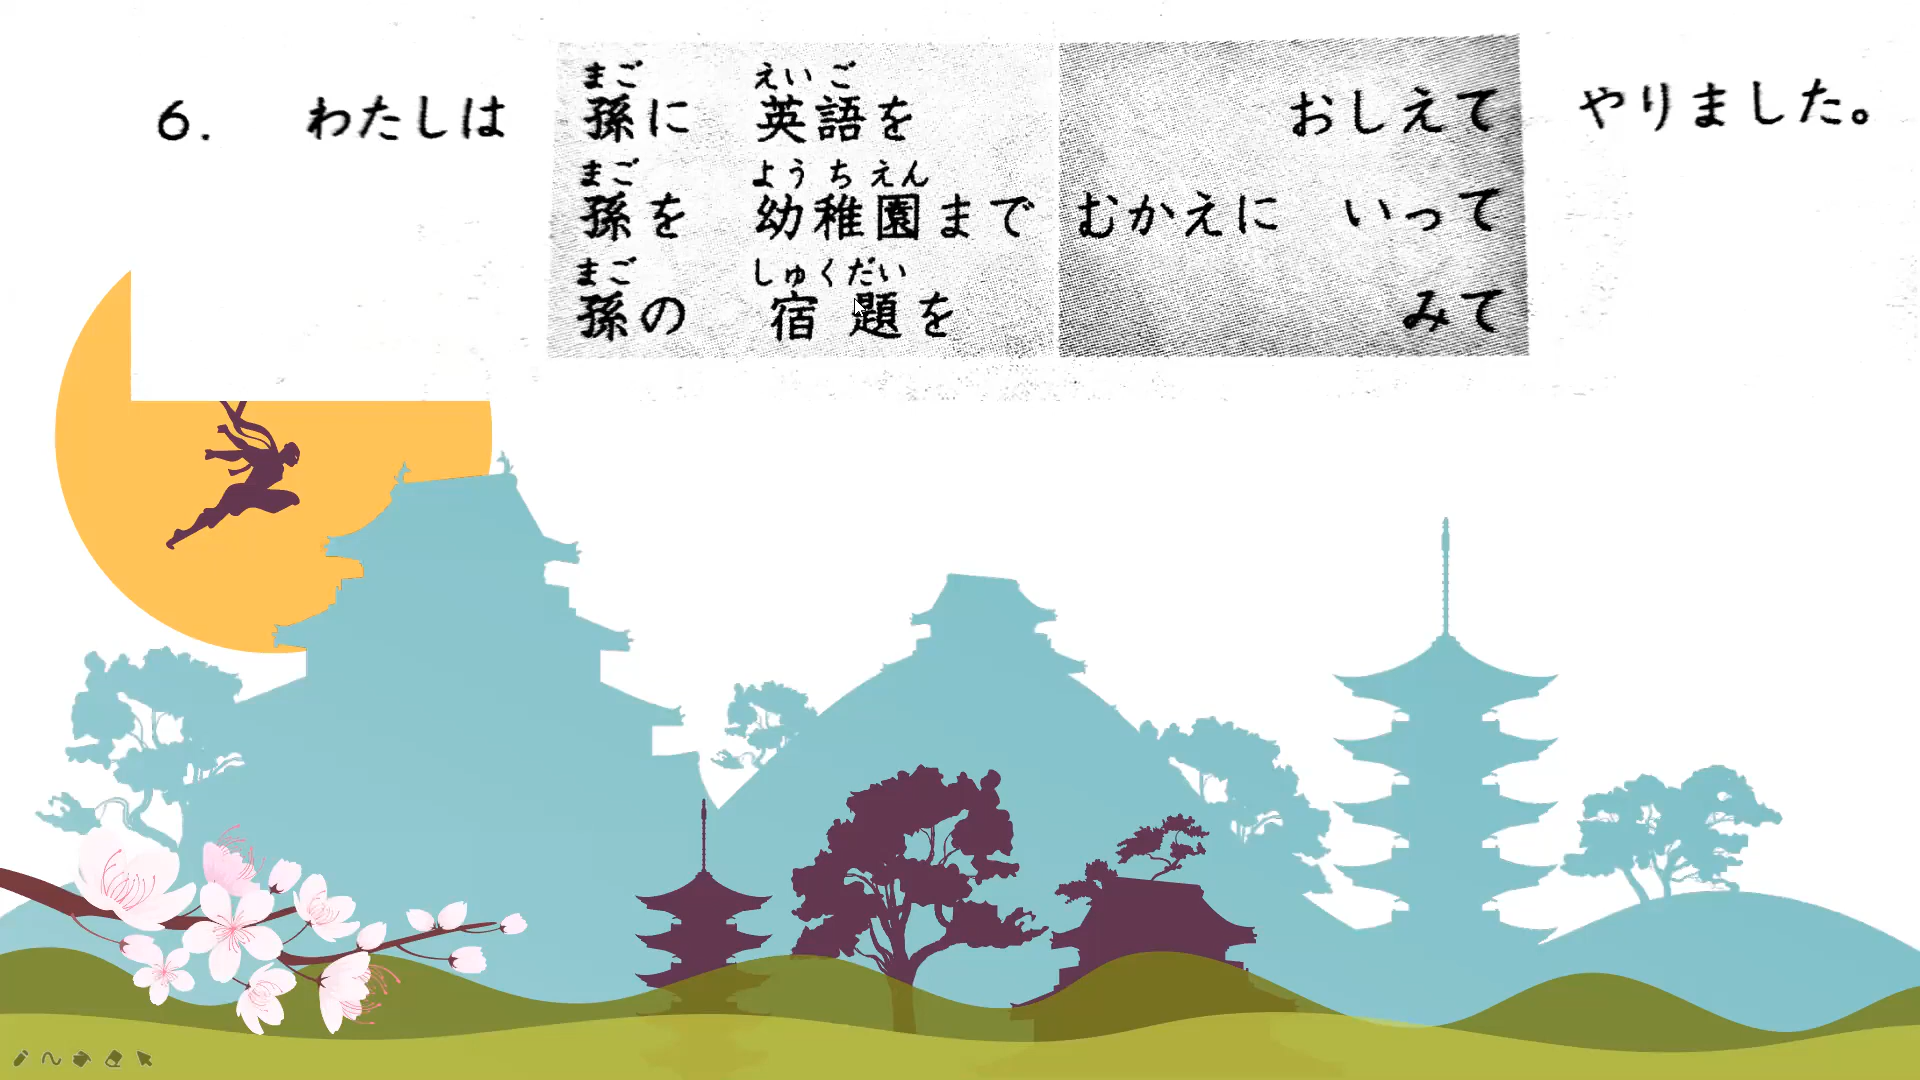 まご えいご
6. わたしは 孫に 英語を おしえて やりました。
まご ようちえん
孫を 幼稚園まで むかえに いって
まご しゅくだい
孫の 宿題を みて